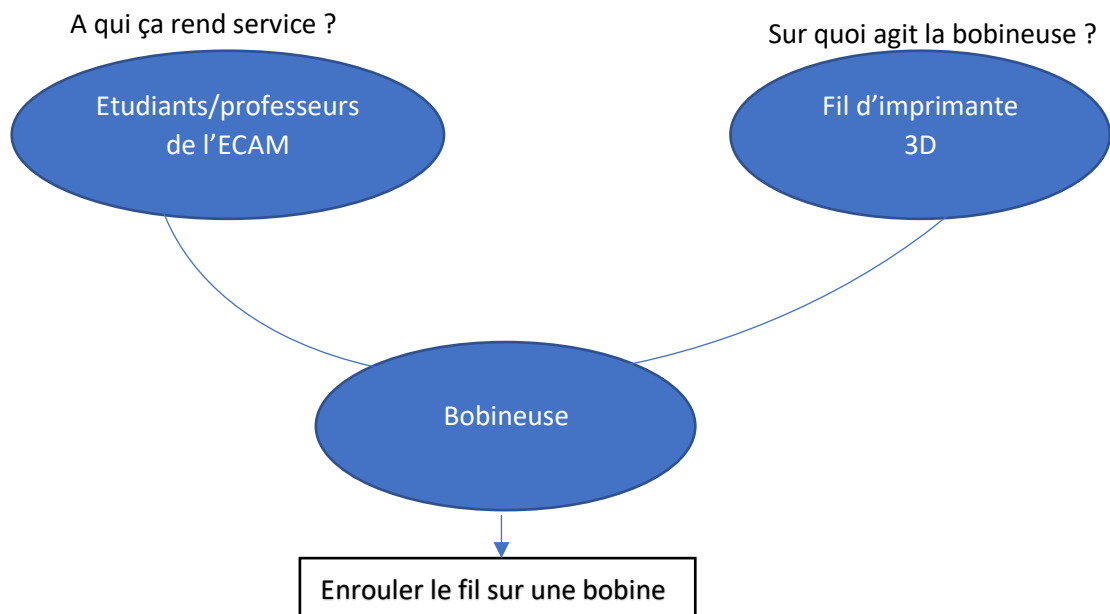 A qui ça rend service ?
Sur quoi agit la bobineuse ?
Etudiants/professeurs
de l’ECAM
Fil d’imprimante
3D
Bobineuse
Enrouler le fil sur une bobine